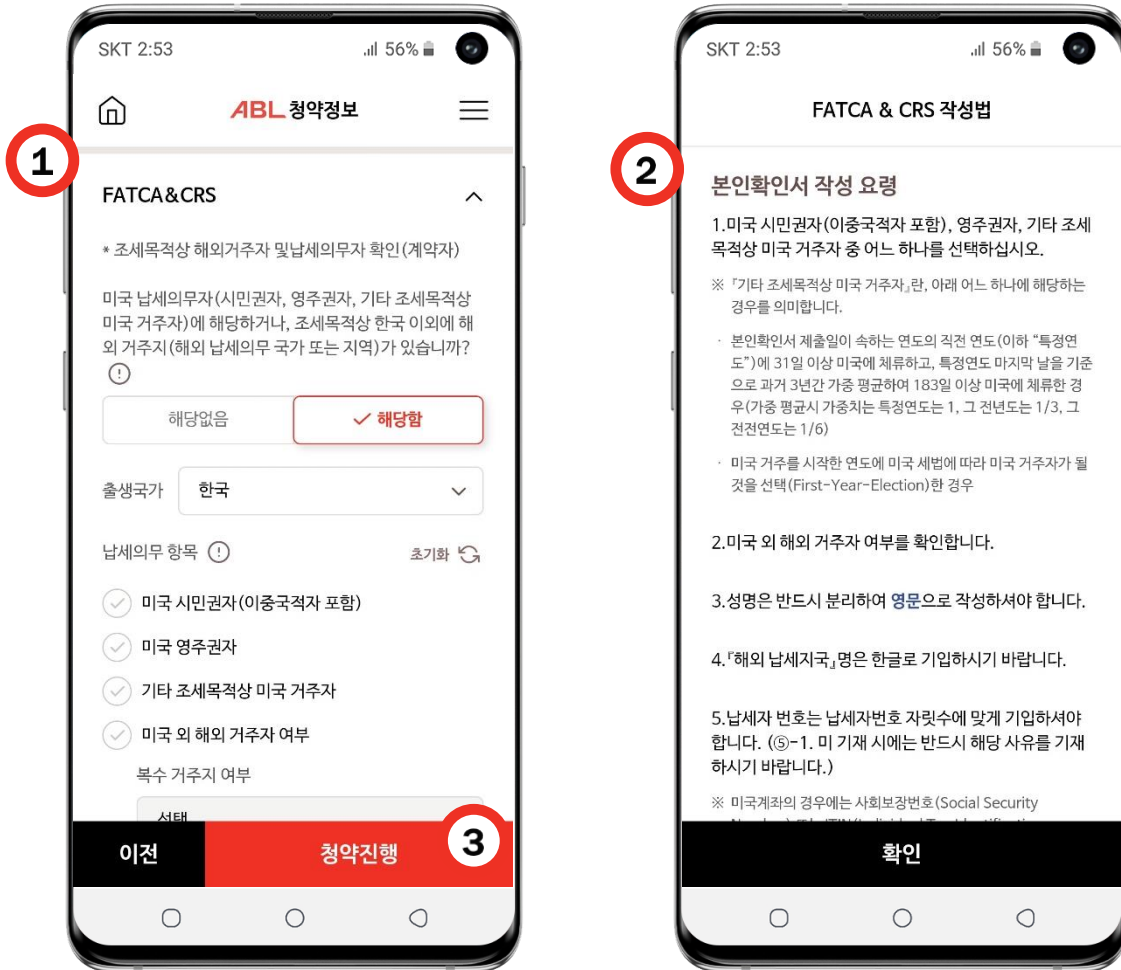 1
SKT 2:53
56%
ABL 청약정보
FATCA&CRS
* 조세목적상 해외거주자 및납세의무자 확인(계약자)
미국 납세의무자(시민권자, 영주권자, 기타 조세목적상
미국 거주자)에 해당하거나, 조세목적상 한국 이외에 해
외 거주지(해외 납세의무 국가 또는 지역)가 있습니까?
해당없음
해당함
출생국가
한국
납세의무 항목
초기화
미국 시민권자(이중국적자 포함)
미국 영주권자
기타 조세목적상 미국 거주자
미국 외 해외 거주자 여부
복수 거주지 여부
선택
이전
청약진행
3
2
SKT 2:53
56%
FATCA & CRS 작성법
본인확인서 작성 요령
1.미국 시민권자(이중국적자 포함), 영주권자, 기타 조세
목적상 미국 거주자 중 어느 하나를 선택하십시오.
※ 『기타 조세목적상 미국 거주자』란, 아래 어느 하나에 해당하는
경우를 의미합니다.
· 본인확인서 제출일이 속하는 연도의 직전 연도(이하 “특정연
도”)에 31일 이상 미국에 체류하고, 특정연도 마지막 날을 기준
으로 과거 3년간 가중 평균하여 183일 이상 미국에 체류한 경
우(가중 평균시 가중치는 특정연도는 1, 그 전년도는 1/3, 그
전전연도는 1/6)
· 미국 거주를 시작한 연도에 미국 세법에 따라 미국 거주자가 될
것을 선택(First-Year-Election)한 경우
2.미국 외 해외 거주자 여부를 확인합니다.
3.성명은 반드시 분리하여 영문으로 작성하셔야 합니다.
4.『해외 납세지국』명은 한글로 기입하시기 바랍니다.
5.납세자 번호는 납세자번호 자릿수에 맞게 기입하셔야
합니다. (⑤-1. 미 기재 시에는 반드시 해당 사유를 기재
하시기 바랍니다.)
※ 미국계좌의 경우에는 사회보장번호(Social Security
확인